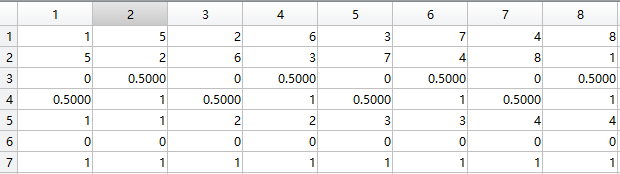 1 2 3 4 5 6 7 8
1 1 5 2 6 3 7 4 8
2 5 2 6 3 7 4 8 1
3 0 0.5000 0 0.5000 0 0.5000 0 0.5000
4 0.5000 1 0.5000 1 0.5000 1 0.5000 1
5 1 1 2 2 3 3 4 4
6 0 0 0 0 0 0 0 0
7 1 1 1 1 1 1 1 1